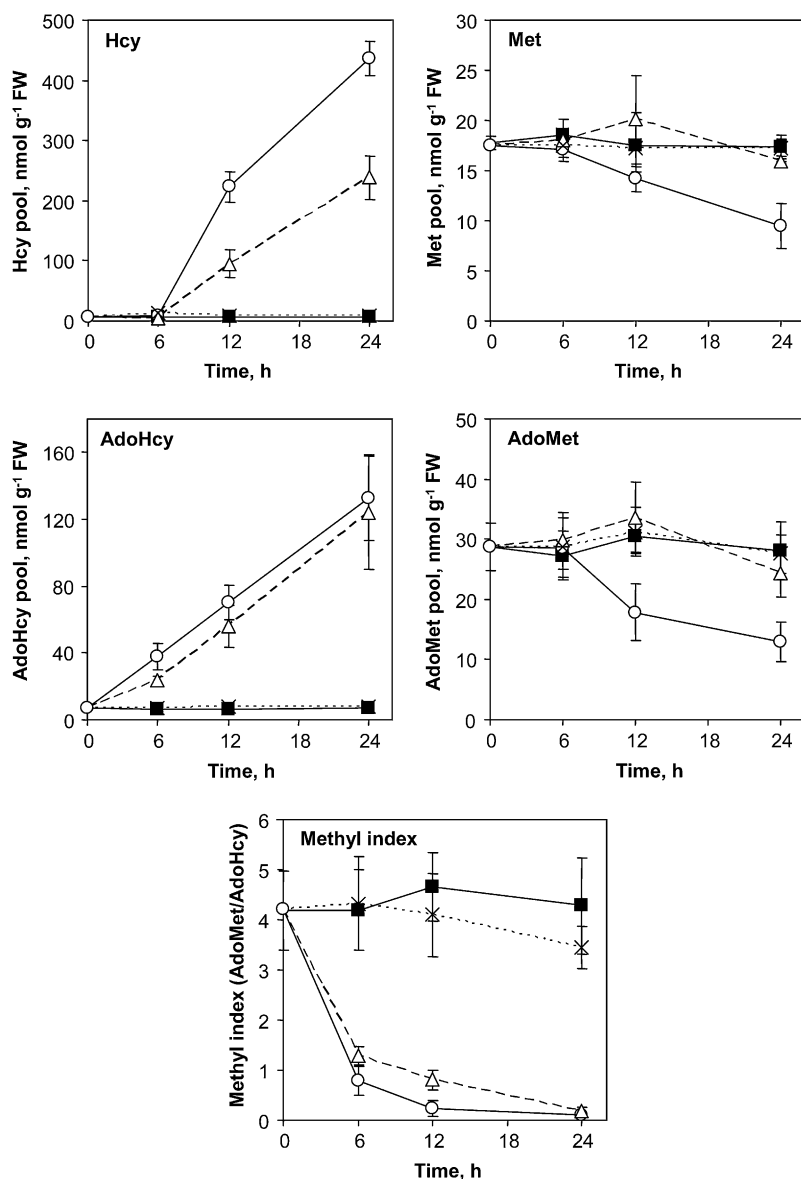 Hcy
Hcy pool, nmol g⁻¹ FW
500
400
300
200
100
0
0 6 12 18 24
Time, h
Met
Met pool, nmol g⁻¹ FW
30
25
20
15
10
5
0
0 6 12 18 24
Time, h
AdoHcy
AdoHcy pool, nmol g⁻¹ FW
160
120
80
40
0
0 6 12 18 24
Time, h
AdoMet
AdoMet pool, nmol g⁻¹ FW
50
40
30
20
10
0
0 6 12 18 24
Time, h
Methyl index
Methyl index (AdoMet/AdoHcy)
6
5
4
3
2
1
0
0 6 12 18 24
Time, h